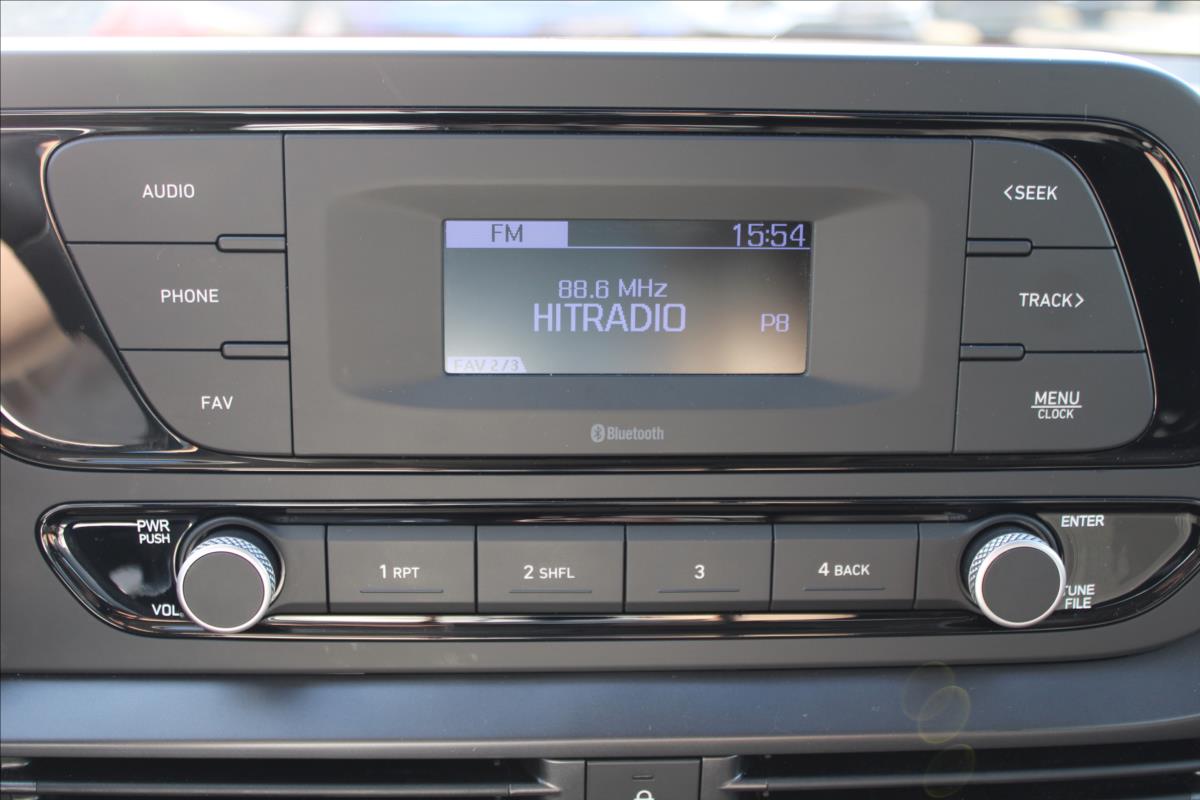 AUDIO
PHONE
FAV
FM
15:54
88.6 MHz
HITRADIO
P8
FAV 2/3
Bluetooth
<SEEK
TRACK>
MENU
CLOCK
PWR
PUSH
VOL
1 RPT
2 SHFL
3
4 BACK
ENTER
TUNE
FILE